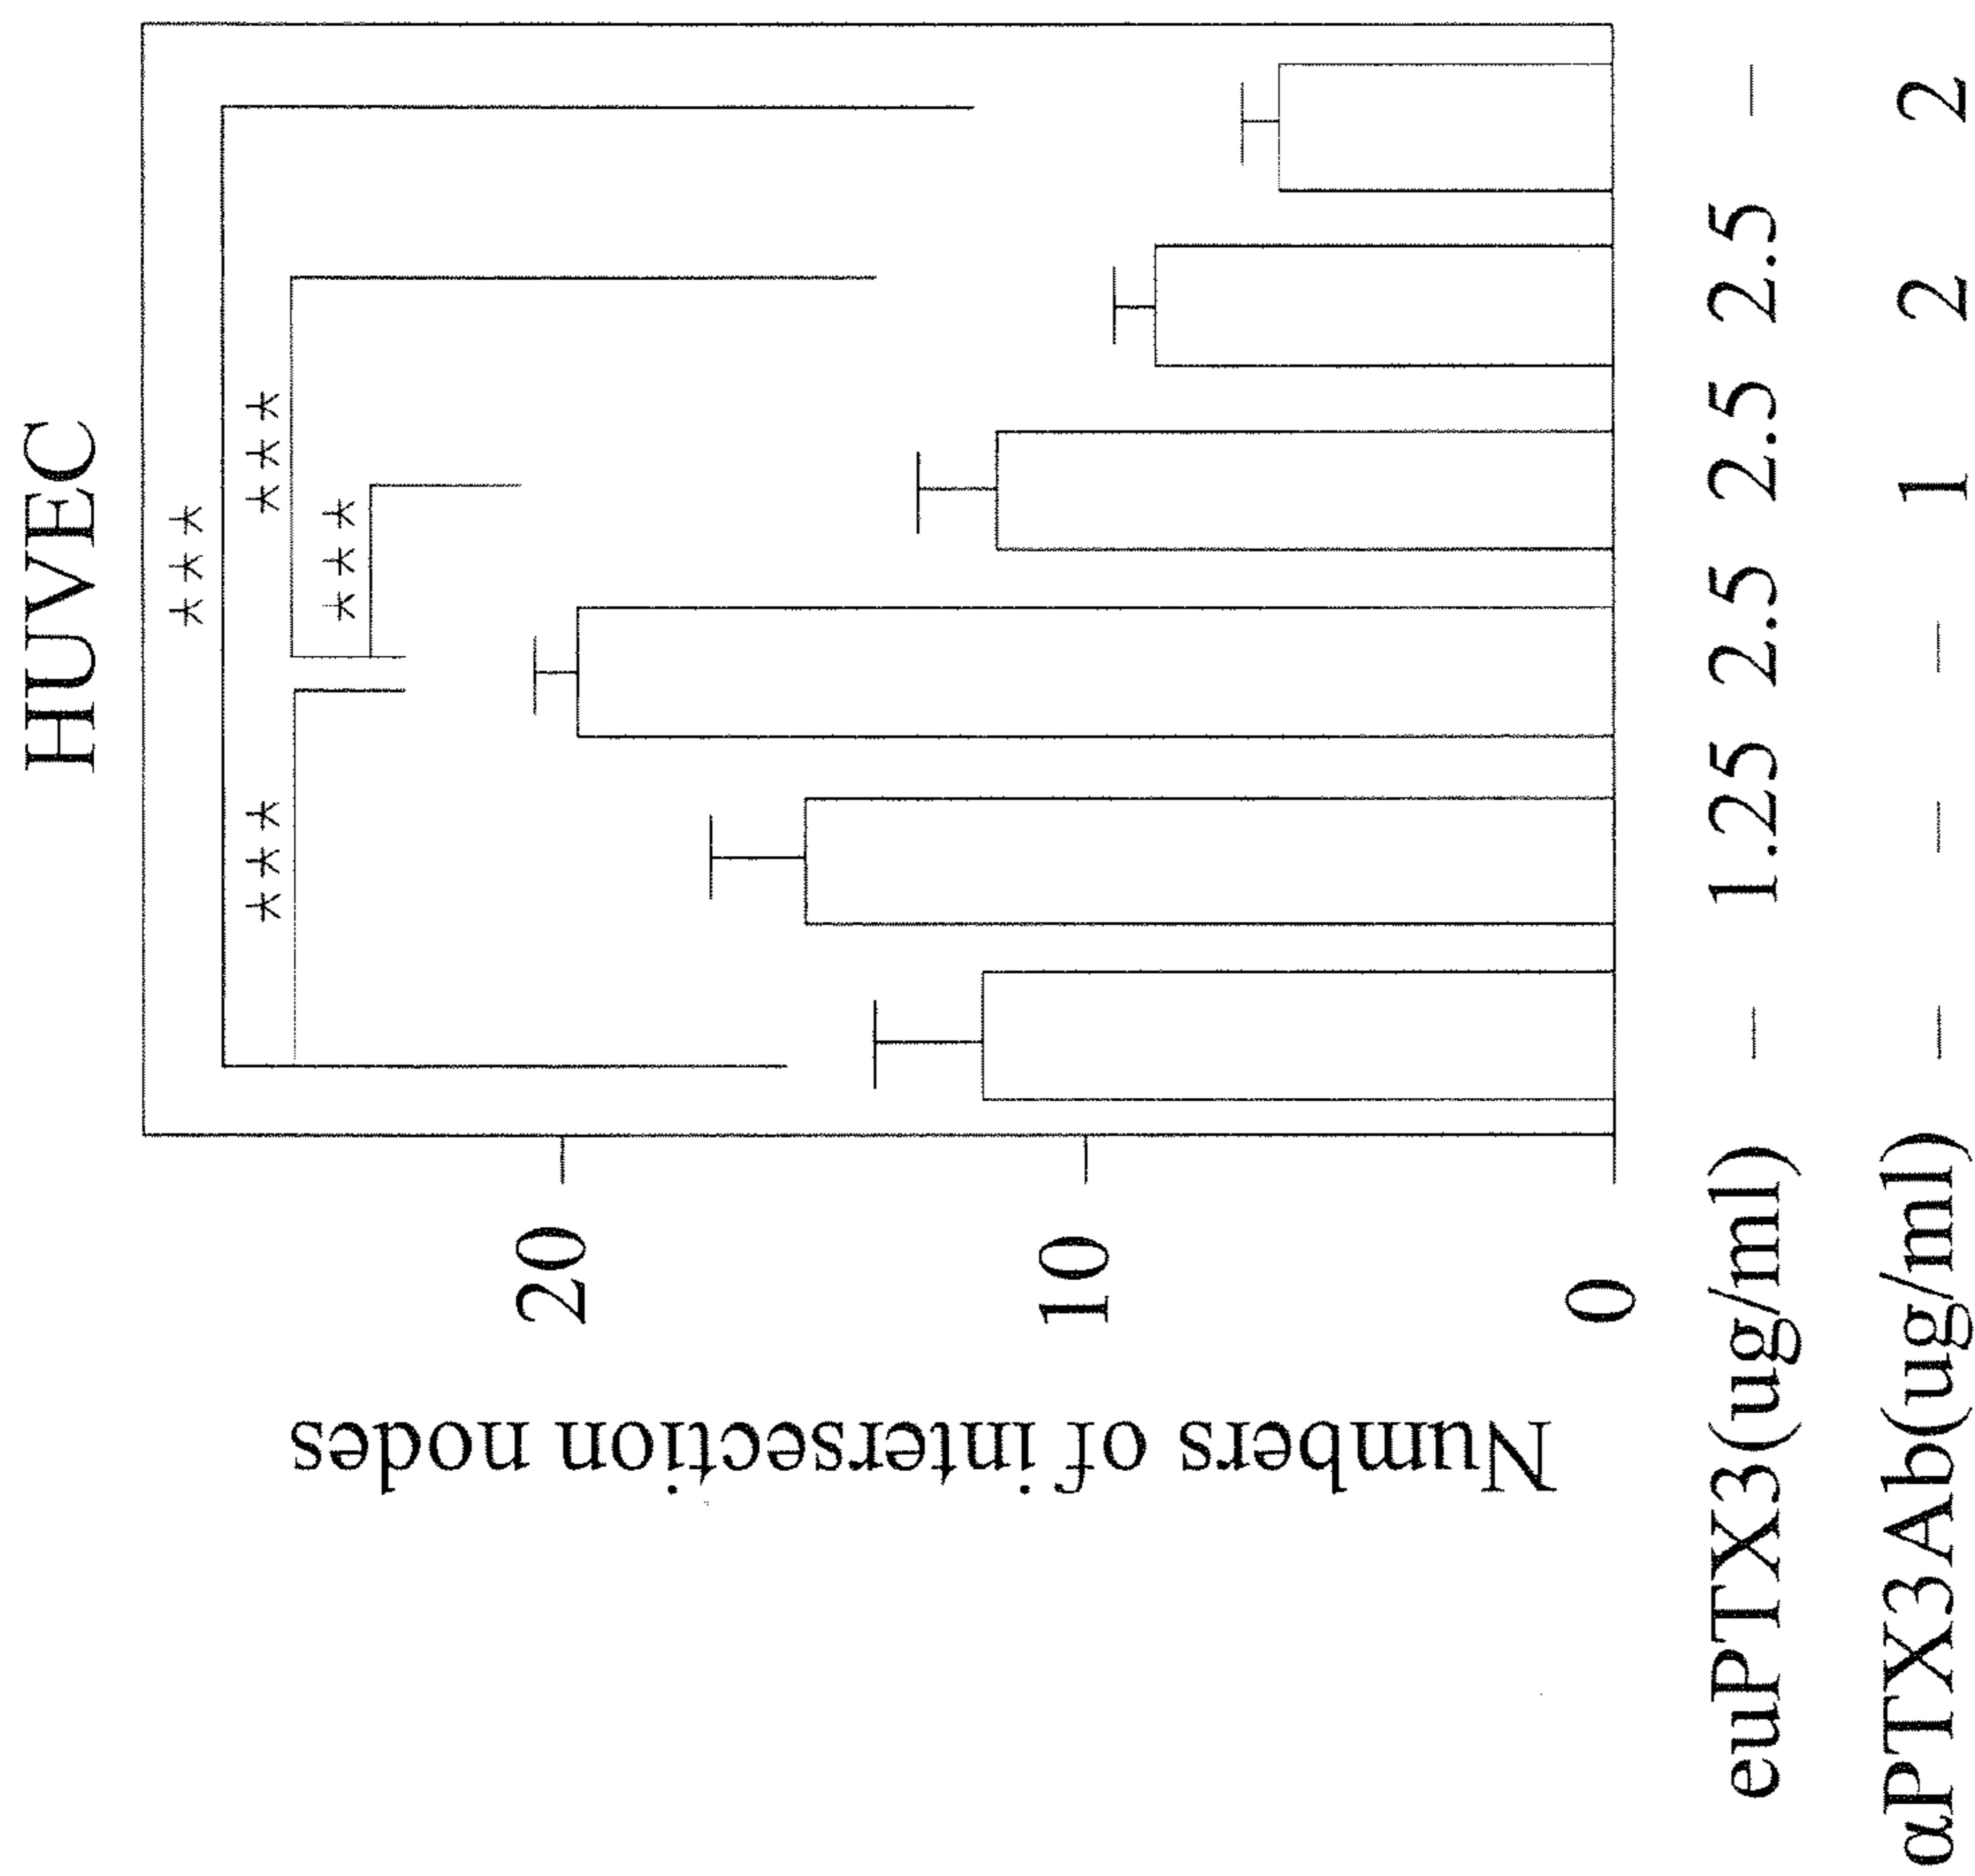 HUVEC
***
*** ***
***
20
10
0
Numbers of intersection nodes
euPTX3(ug/ml) – 1.25 2.5 2.5 2.5 –
αPTX3Ab(ug/ml) – – – 1 2 2